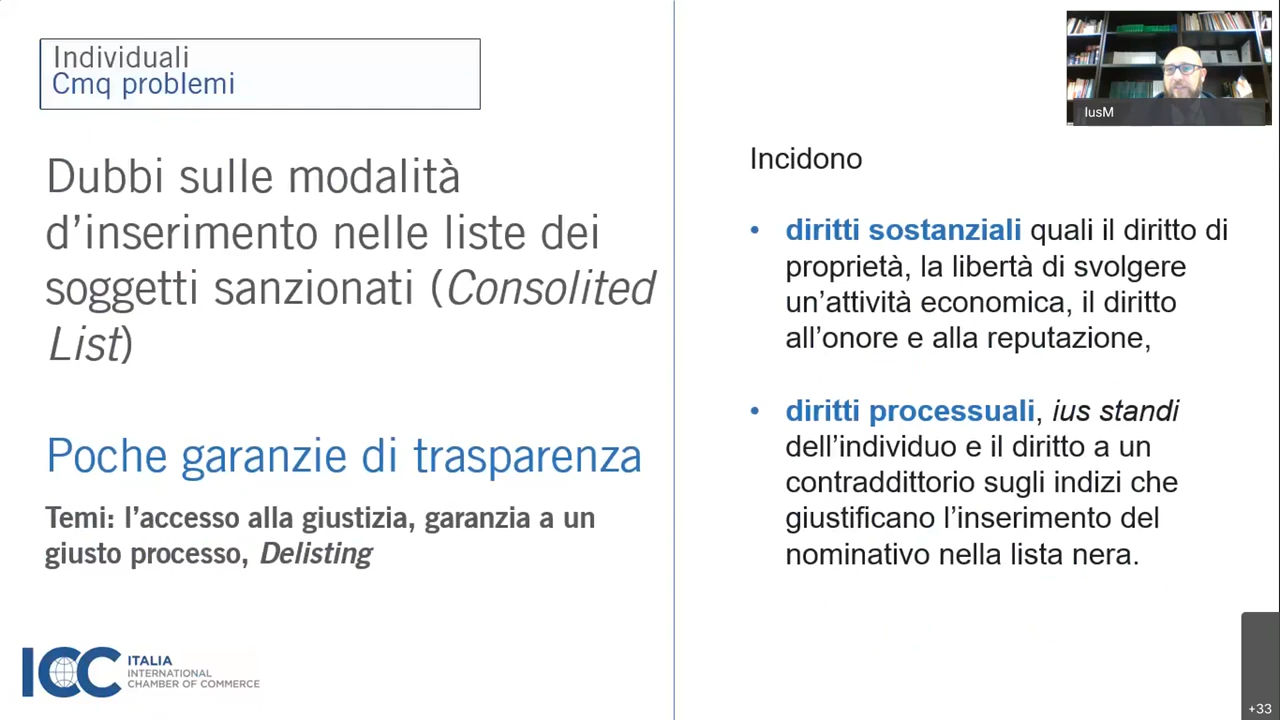 Individuali
Cmq problemi
Dubbi sulle modalità
d’inserimento nelle liste dei
soggetti sanzionati (Consolited
List)
Poche garanzie di trasparenza
Temi: l’accesso alla giustizia, garanzia a un
giusto processo, Delisting
ICC ITALIA
INTERNATIONAL
CHAMBER OF COMMERCE
IusM
Incidono
• diritti sostanziali quali il diritto di
proprietà, la libertà di svolgere
un’attività economica, il diritto
all’onore e alla reputazione,
• diritti processuali, ius standi
dell’individuo e il diritto a un
contraddittorio sugli indizi che
giustificano l’inserimento del
nominativo nella lista nera.
+33